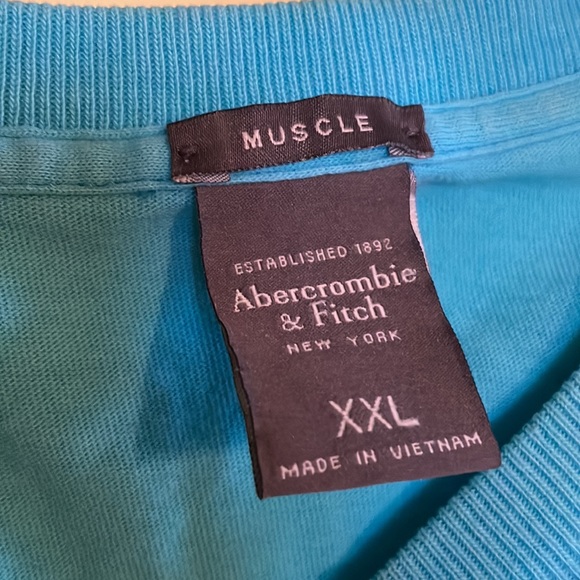 MUSCLE
ESTABLISHED 1892
Abercrombie
& Fitch
NEW YORK
XXL
MADE IN VIETNAM